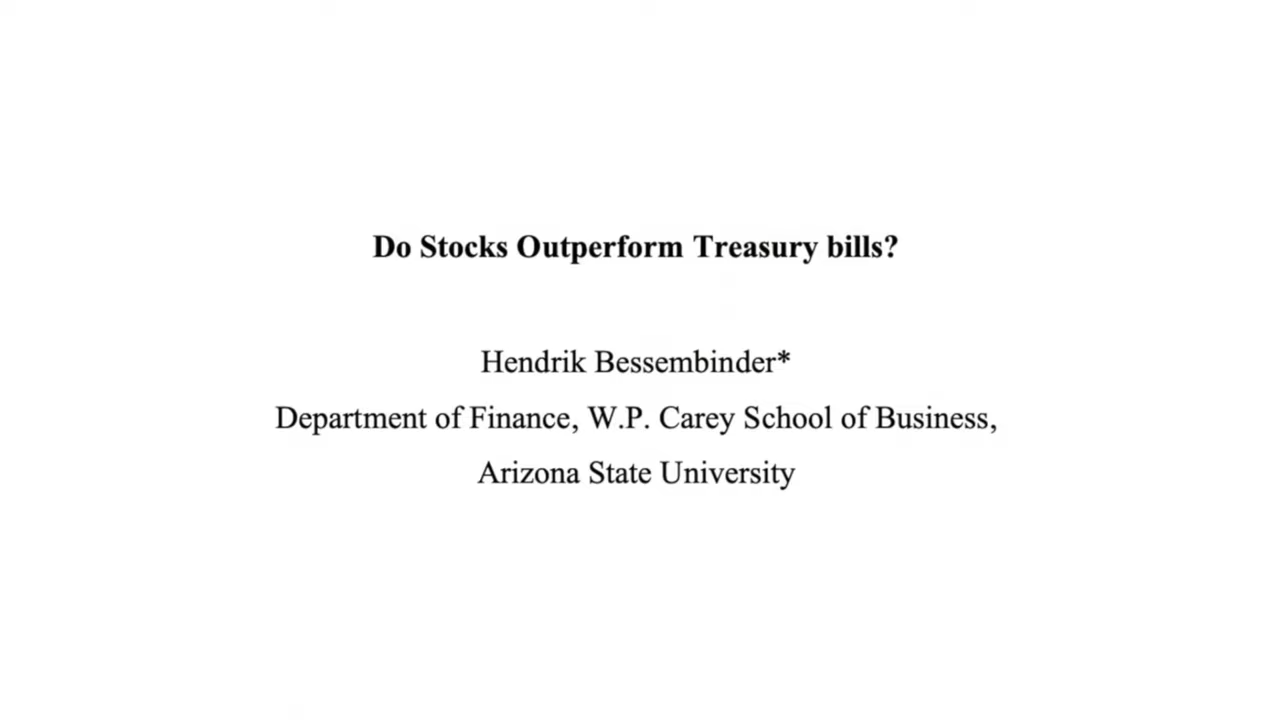 Do Stocks Outperform Treasury bills?
Hendrik Bessembinder*
Department of Finance, W.P. Carey School of Business,
Arizona State University